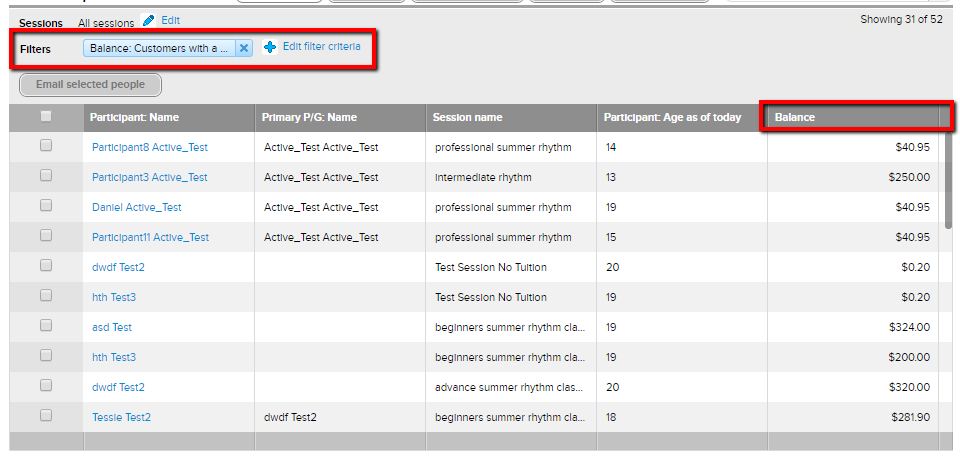 Sessions All sessions Edit Showing 31 of 52
Filters Balance: Customers with a ... Edit filter criteria
Email selected people
Participant: Name Primary P/G: Name Session name Participant: Age as of today Balance
Participant8 Active_Test Active_Test Active_Test professional summer rhythm 14 $40.95
Participant3 Active_Test Active_Test Active_Test intermediate rhythm 13 $250.00
Daniel Active_Test Active_Test Active_Test professional summer rhythm 19 $40.95
Participant11 Active_Test Active_Test Active_Test professional summer rhythm 15 $40.95
dwdf Test2 Test Session No Tuition 20 $0.20
hth Test3 Test Session No Tuition 19 $0.20
asd Test beginners summer rhythm cla... 19 $324.00
hth Test3 beginners summer rhythm cla... 19 $200.00
dwdf Test2 advance summer rhythm clas... 20 $320.00
Tessie Test2 dwdf Test2 beginners summer rhythm cla... 18 $281.90